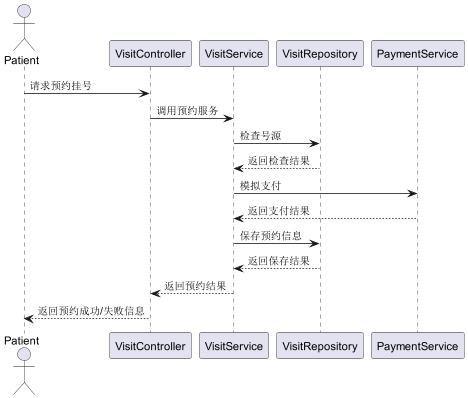 Patient
VisitController
VisitService
VisitRepository
PaymentService
请求预约挂号
调用预约服务
检查号源
返回检查结果
模拟支付
返回支付结果
保存预约信息
返回保存结果
返回预约结果
返回预约成功/失败信息
Patient
VisitController
VisitService
VisitRepository
PaymentService